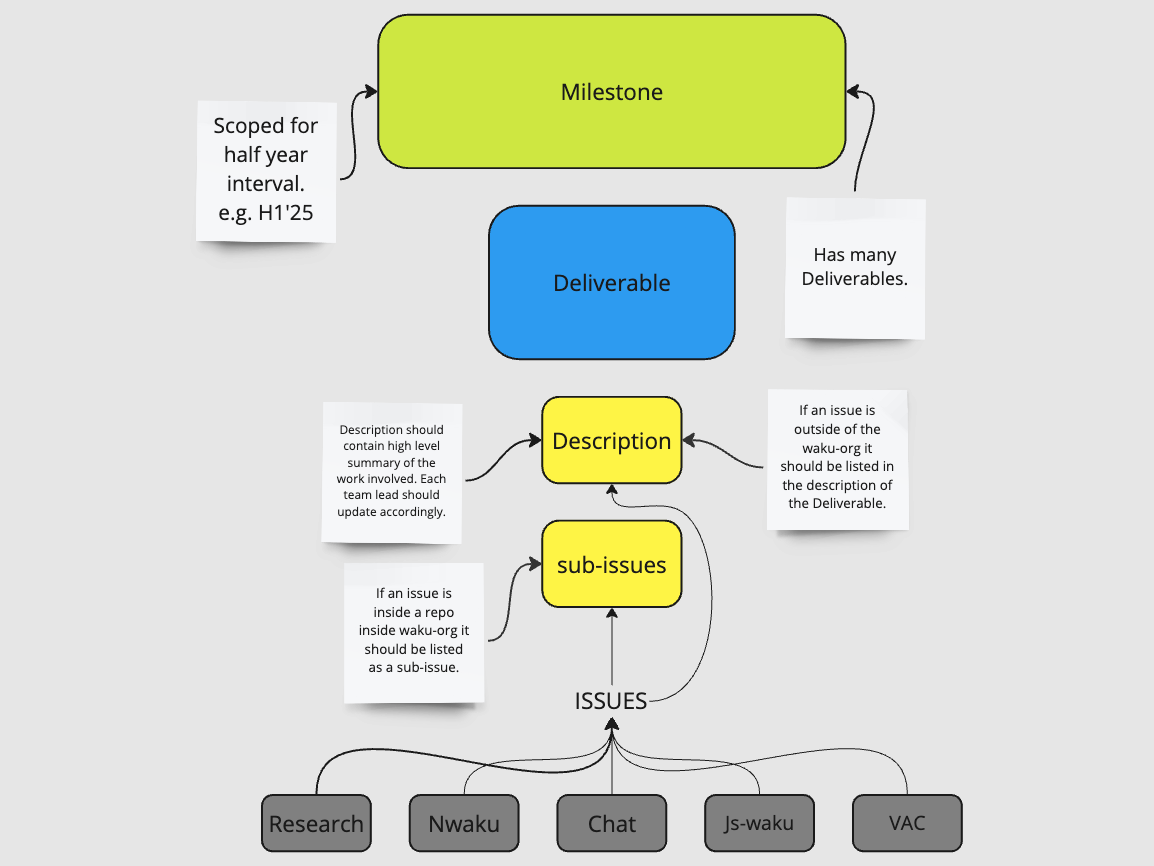 Milestone
Scoped for
half year
interval.
e.g. H1'25
Has many
Deliverables.
Deliverable
Description
Description should
contain high level
summary of the
work involved. Each
team lead should
update accordingly.
If an issue is
outside of the
waku-org it
should be listed in
the description of
the Deliverable.
sub-issues
If an issue is
inside a repo
inside waku-org it
should be listed
as a sub-issue.
ISSUES
Research
Nwaku
Chat
Js-waku
VAC